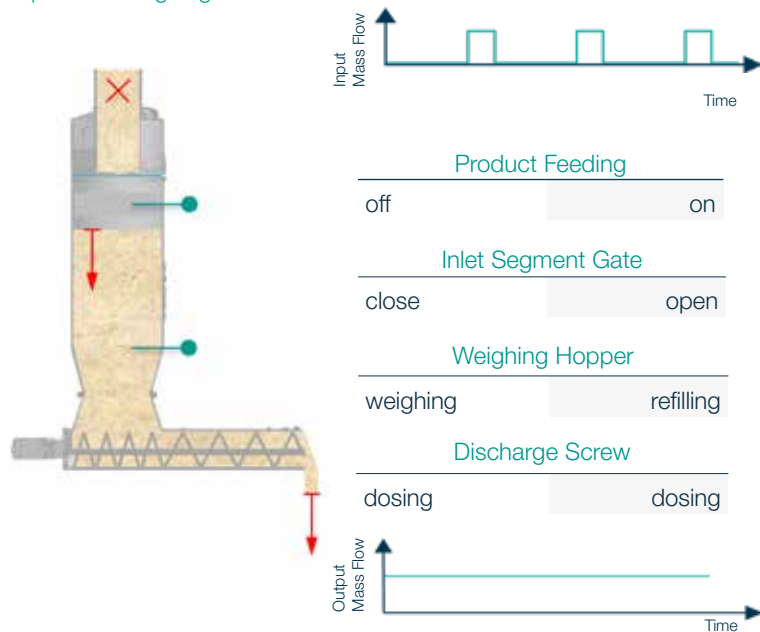 Input
Mass Flow
Time
Product Feeding
off on
Inlet Segment Gate
close open
Weighing Hopper
weighing refilling
Discharge Screw
dosing dosing
Output
Mass Flow
Time